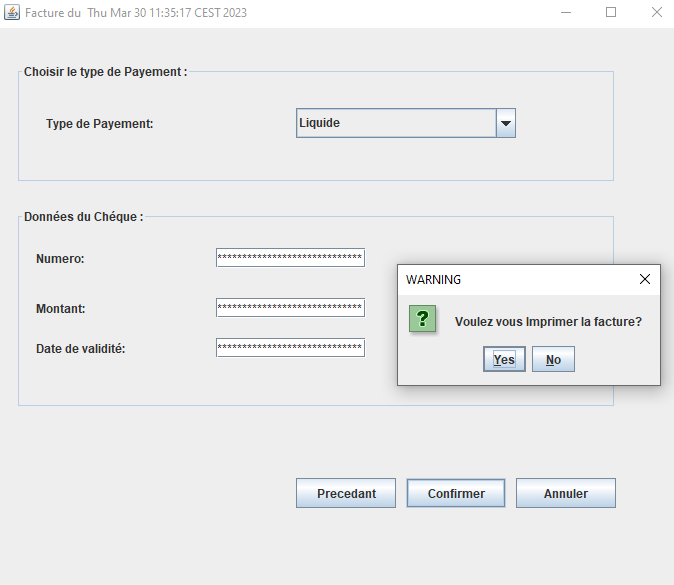 Facture du Thu Mar 30 11:35:17 CEST 2023
Choisir le type de Payement :
Type de Payement:
Liquide
Données du Chéque :
Numero:
****************************
Montant:
****************************
Date de validité:
****************************
WARNING
?
Voulez vous Imprimer la facture?
Yes
No
Precedant
Confirmer
Annuler